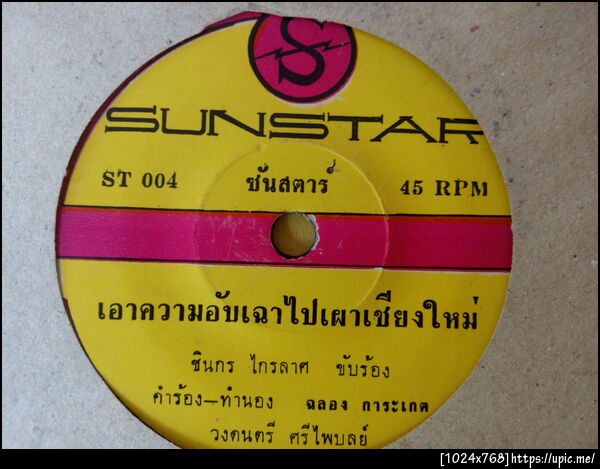 S
SUNSTAR
ST 004 ซันสตาร์ 45 RPM
เอาความอับเฉาไปเผาเชียงใหม่
ชินกร ไกรลาศ ขับร้อง
คำร้อง-ทำนอง ฉลอง การะเกด
วงดนตรี ศรีไพบูลย์
[1024x768]https://upic.me/